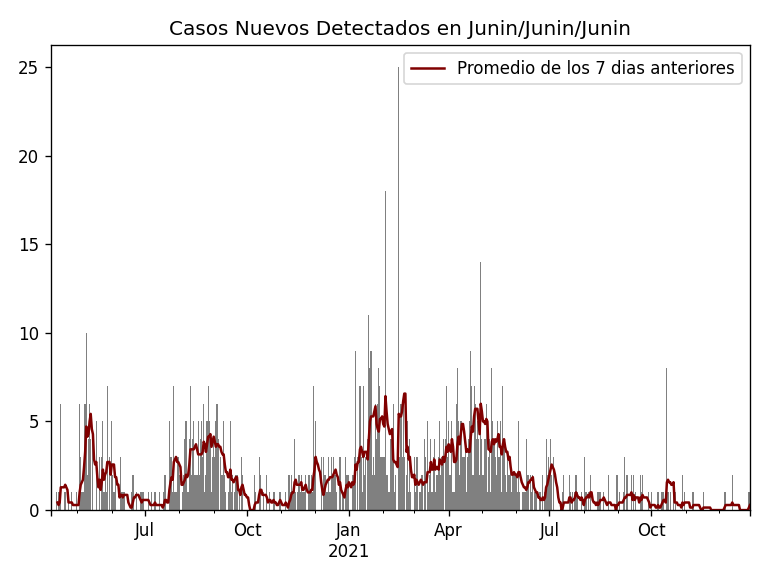 Casos Nuevos Detectados en Junin/Junin/Junin
Promedio de los 7 dias anteriores
25
20
15
10
5
0
Jul
Oct
Jan
2021
Apr
Jul
Oct